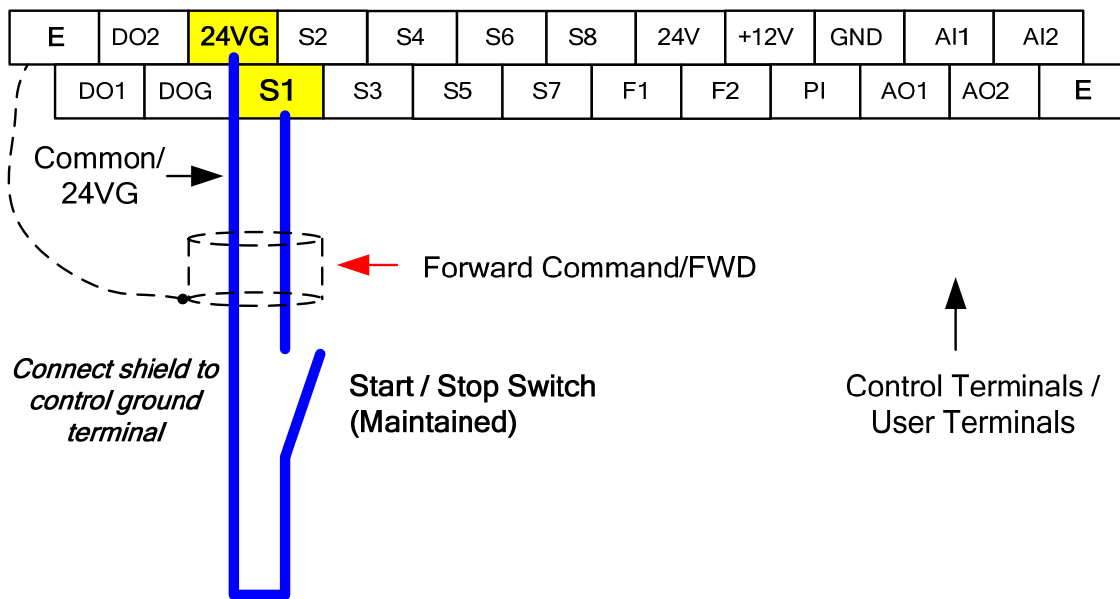 E DO2 24VG S2 S4 S6 S8 24V +12V GND AI1 AI2
DO1 DOG S1 S3 S5 S7 F1 F2 PI AO1 AO2 E
Common/
24VG
Forward Command/FWD
Connect shield to
control ground
terminal
Start / Stop Switch
(Maintained)
Control Terminals /
User Terminals